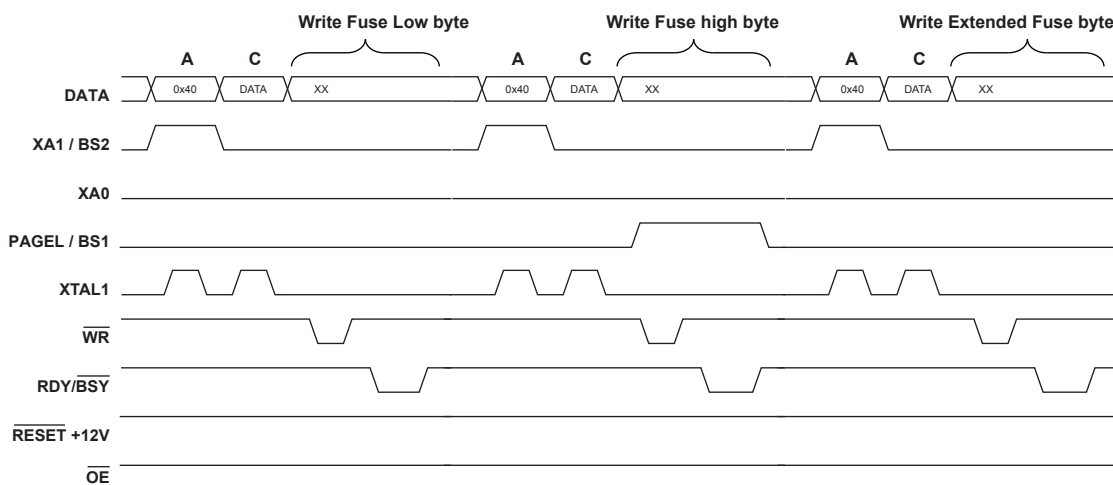 Write Fuse Low byte Write Fuse high byte Write Extended Fuse byte
A C A C A C
DATA 0x40 DATA XX 0x40 DATA XX 0x40 DATA XX
XA1 / BS2
XA0
PAGEL / BS1
XTAL1
WR
RDY/BSY
RESET +12V
OE